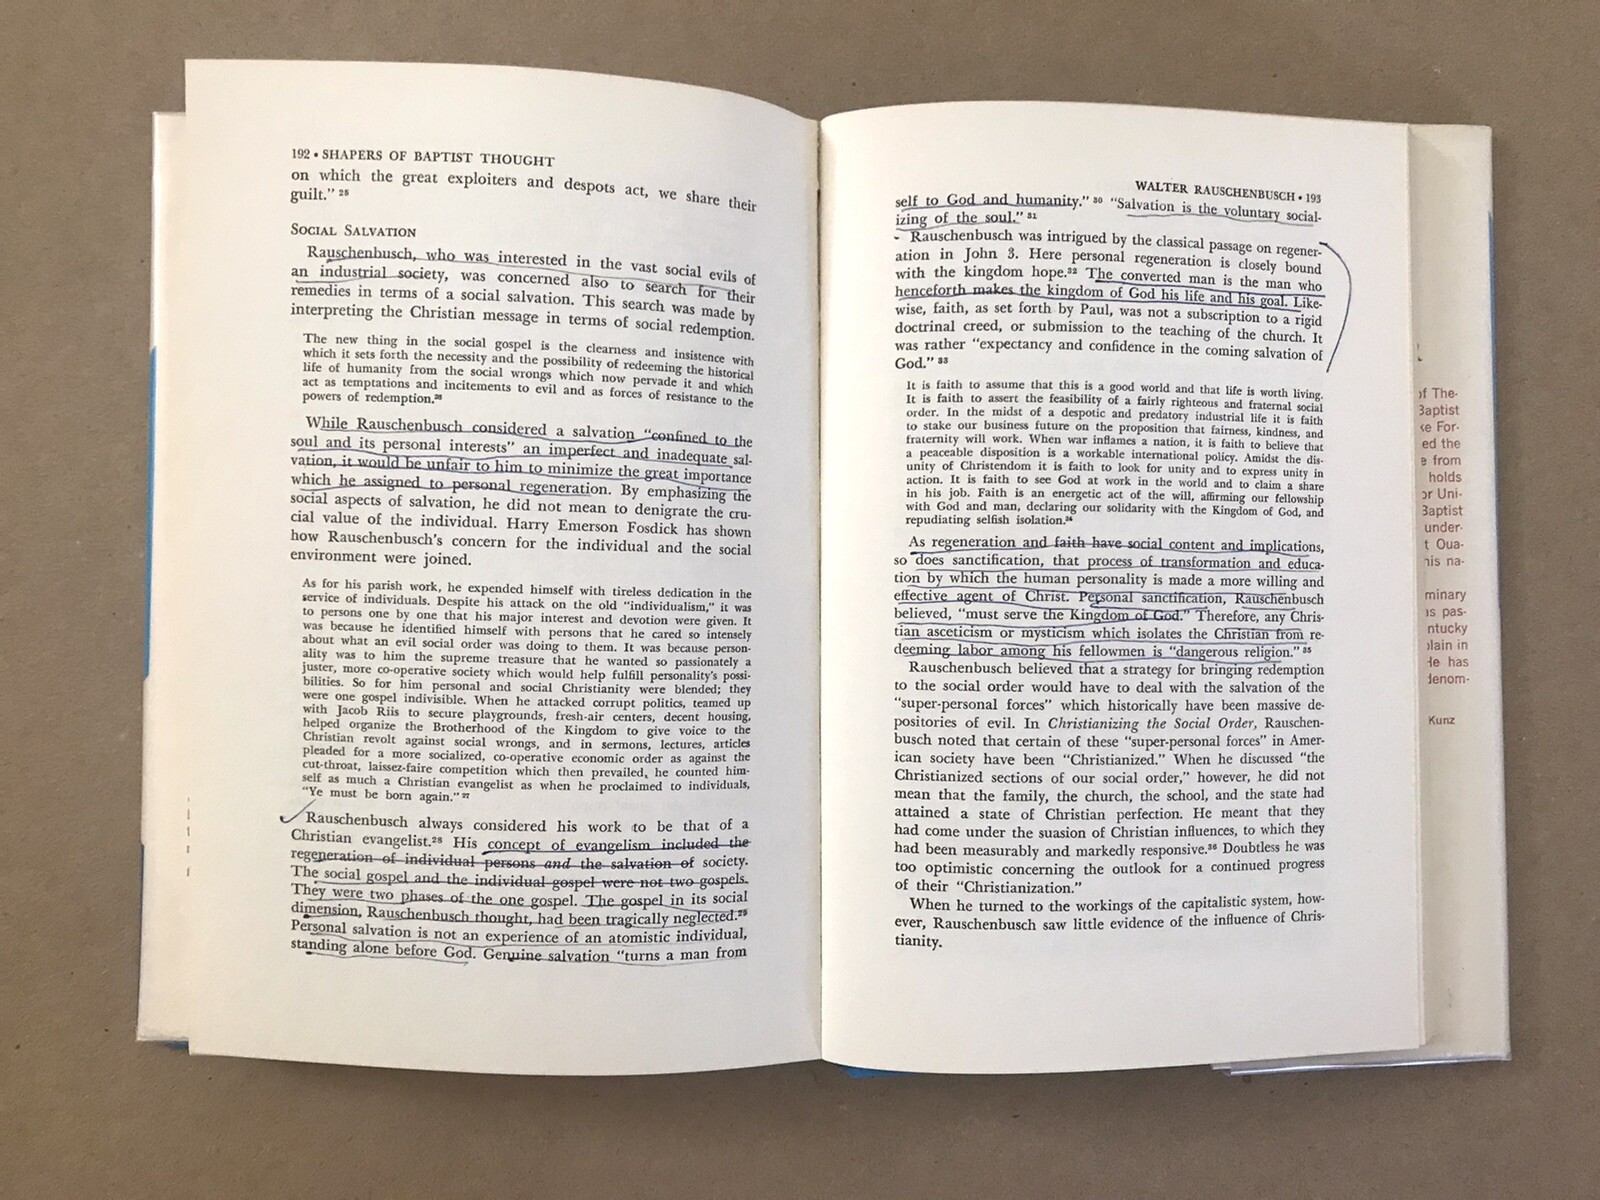 192 • SHAPERS OF BAPTIST THOUGHT
on which the great exploiters and despots act, we share their
guilt." 25
SOCIAL SALVATION
Rauschenbusch, who was interested in the vast social evils of
an industrial society, was concerned also to search for their
remedies in terms of a social salvation. This search was made by
interpreting the Christian message in terms of social redemption.
The new thing in the social gospel is the clearness and insistence with
which it sets forth the necessity and the possibility of redeeming the historical
life of humanity from the social wrongs which now pervade it and which
act as temptations and incitements to evil and as forces of resistance to the
powers of redemption.26
While Rauschenbusch considered a salvation "confined to the
soul and its personal interests" an imperfect and inadequate sal-
vation, it would be unfair to him to minimize the great importance
which he assigned to personal regeneration. By emphasizing the
social aspects of salvation, he did not mean to denigrate the cru-
cial value of the individual. Harry Emerson Fosdick has shown
how Rauschenbusch's concern for the individual and the social
environment were joined.
As for his parish work, he expended himself with tireless dedication in the
service of individuals. Despite his attack on the old "individualism," it was
to persons one by one that his major interest and devotion were given. It
was because he identified himself with persons that he cared so intensely
about what an evil social order was doing to them. It was because person-
ality was to him the supreme treasure that he wanted so passionately a
juster, more co-operative society which would help fulfill personality's possi-
bilities. So for him personal and social Christianity were blended; they
were one gospel indivisible. When he attacked corrupt politics, teamed up
with Jacob Riis to secure playgrounds, fresh-air centers, decent housing,
helped organize the Brotherhood of the Kingdom to give voice to the
Christian revolt against social wrongs, and in sermons, lectures, articles
pleaded for a more socialized, co-operative economic order as against the
cut-throat, laissez-faire competition which then prevailed, he counted him-
self as much a Christian evangelist as when he proclaimed to individuals,
"Ye must be born again." 27
Rauschenbusch always considered his work to be that of a
Christian evangelist.28 His concept of evangelism included the
regeneration of individual persons and the salvation of society.
The social gospel and the individual gospel were not two gospels.
They were two phases of the one gospel. The gospel in its social
dimension, Rauschenbusch thought, had been tragically neglected.29
Personal salvation is not an experience of an atomistic individual,
standing alone before God. Genuine salvation "turns a man from
WALTER RAUSCHENBUSCH • 193
self to God and humanity." 30 "Salvation is the voluntary social-
izing of the soul." 31
Rauschenbusch was intrigued by the classical passage on regener-
ation in John 3. Here personal regeneration is closely bound
with the kingdom hope.32 The converted man is the man who
henceforth makes the kingdom of God his life and his goal. Like-
wise, faith, as set forth by Paul, was not a subscription to a rigid
doctrinal creed, or submission to the teaching of the church. It
was rather "expectancy and confidence in the coming salvation of
God." 33
It is faith to assume that this is a good world and that life is worth living.
It is faith to assert the feasibility of a fairly righteous and fraternal social
order. In the midst of a despotic and predatory industrial life it is faith
to stake our business future on the proposition that fairness, kindness, and
fraternity will work. When war inflames a nation, it is faith to believe that
a peaceable disposition is a workable international policy. Amidst the dis-
unity of Christendom it is faith to look for unity and to express unity in
action. It is faith to see God at work in the world and to claim a share
in his job. Faith is an energetic act of the will, affirming our fellowship
with God and man, declaring our solidarity with the Kingdom of God, and
repudiating selfish isolation.34
As regeneration and faith have social content and implications,
so does sanctification, that process of transformation and educa-
tion by which the human personality is made a more willing and
effective agent of Christ. Personal sanctification, Rauschenbusch
believed, "must serve the Kingdom of God." Therefore, any Chris-
tian asceticism or mysticism which isolates the Christian from re-
deeming labor among his fellowmen is "dangerous religion." 35
Rauschenbusch believed that a strategy for bringing redemption
to the social order would have to deal with the salvation of the
"super-personal forces" which historically have been massive de-
positories of evil. In Christianizing the Social Order, Rauschen-
busch noted that certain of these "super-personal forces" in Amer-
ican society have been "Christianized." When he discussed "the
Christianized sections of our social order," however, he did not
mean that the family, the church, the school, and the state had
attained a state of Christian perfection. He meant that they
had come under the suasion of Christian influences, to which they
had been measurably and markedly responsive.36 Doubtless he was
too optimistic concerning the outlook for a continued progress
of their "Christianization."
When he turned to the workings of the capitalistic system, how-
ever, Rauschenbusch saw little evidence of the influence of Chris-
tianity.
of The-
Baptist
ke For-
ed the
e from
holds
or Uni-
Baptist
under-
t Oua-
his na-
minary
as pas-
ntucky
plain in
He has
denom-
Kunz